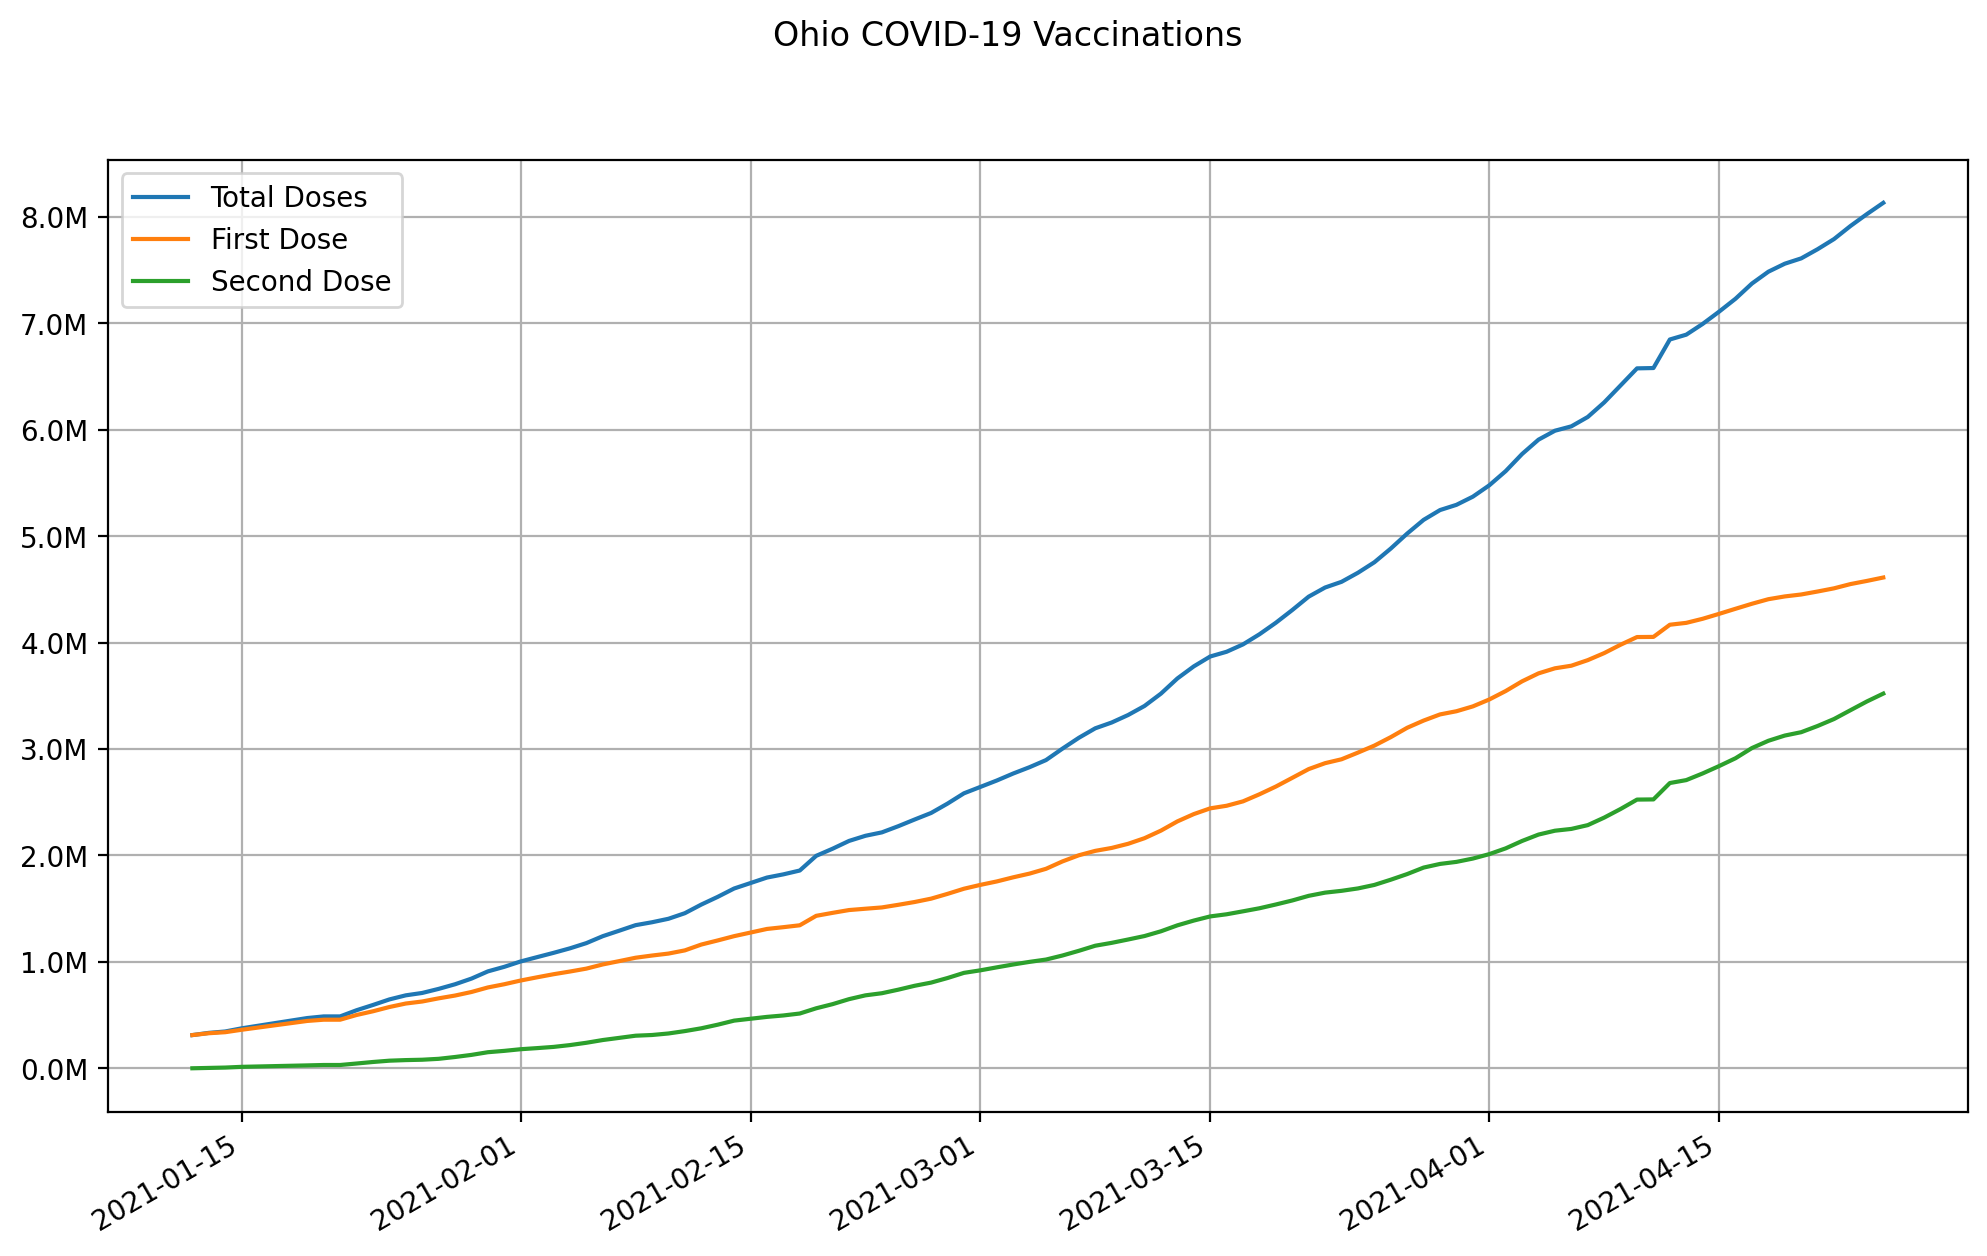 Ohio COVID-19 Vaccinations
Total Doses
First Dose
Second Dose
8.0M
7.0M
6.0M
5.0M
4.0M
3.0M
2.0M
1.0M
0.0M
2021-01-15
2021-02-01
2021-02-15
2021-03-01
2021-03-15
2021-04-01
2021-04-15